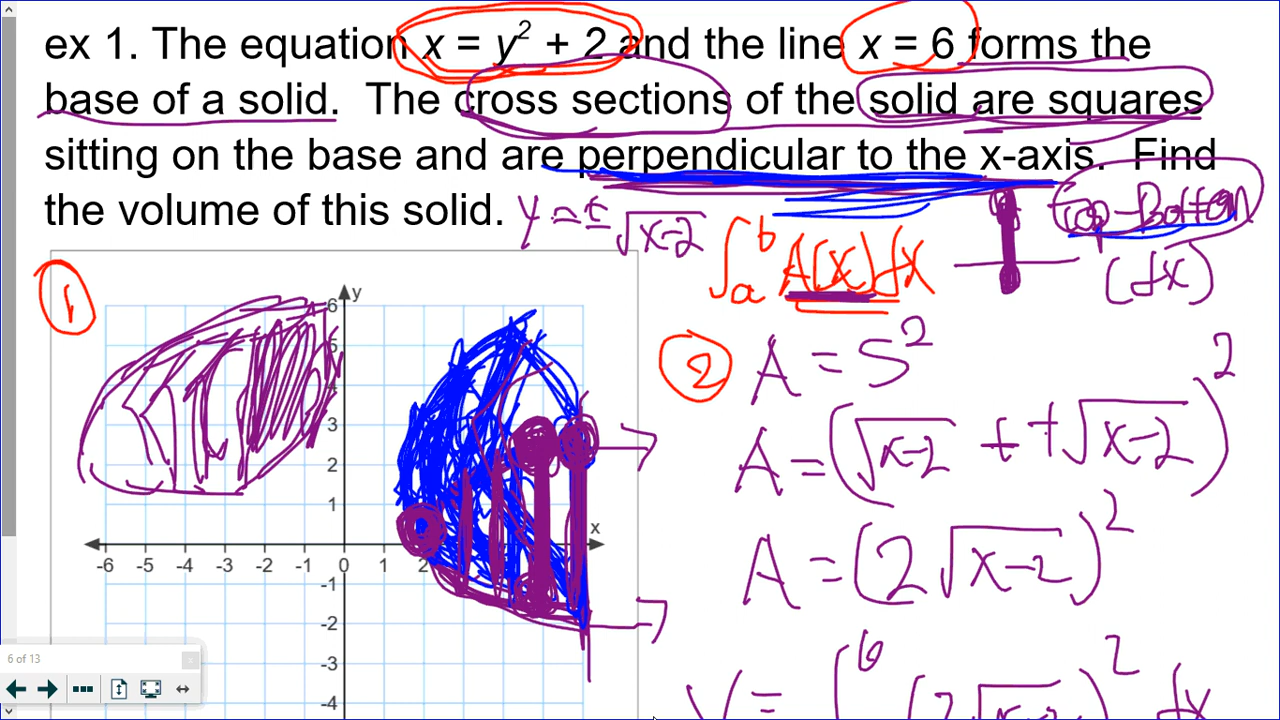 ex 1. The equation x = y² + 2 and the line x = 6 forms the
base of a solid. The cross sections of the solid are squares
sitting on the base and are perpendicular to the x-axis. Find
the volume of this solid. y = ± √x-2
∫ₐᵇ A(x) dx
Top - Bottom
(dx)
1
y
6
5
4
3
2
1
x
-6 -5 -4 -3 -2 -1 0 1 2
-1
-2
-3
-4
2
A = S²
A = (√x-2 + +√x-2)²
A = (2√x-2)²
V = ∫⁶ (2√x-2)² dx
6 of 13